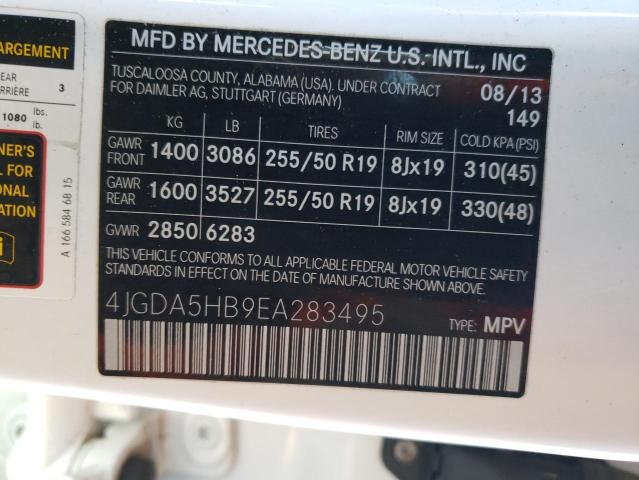 ARGEMENT
EAR
ARRIÈRE 3
1080 lbs.
lb.
NER'S
FOR
ONAL
ATION
A 166 584 68 15
MFD BY MERCEDES-BENZ U.S. INTL., INC
TUSCALOOSA COUNTY, ALABAMA (USA). UNDER CONTRACT
FOR DAIMLER AG, STUTTGART (GERMANY)
08/13
149
KG LB TIRES RIM SIZE COLD KPA (PSI)
GAWR FRONT 1400 3086 255/50 R19 8Jx19 310(45)
GAWR REAR 1600 3527 255/50 R19 8Jx19 330(48)
GVWR 2850 6283
THIS VEHICLE CONFORMS TO ALL APPLICABLE FEDERAL MOTOR VEHICLE SAFETY
STANDARDS IN EFFECT ON THE DATE OF MANUFACTURE SHOWN ABOVE.
4JGDA5HB9EA283495
TYPE: MPV